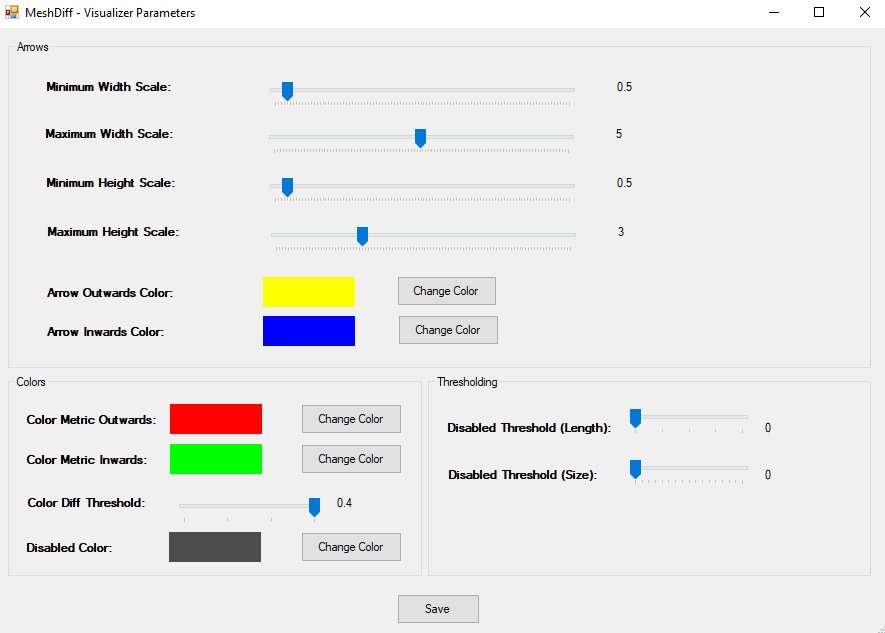 MeshDiff - Visualizer Parameters
Arrows
Minimum Width Scale: 0.5
Maximum Width Scale: 5
Minimum Height Scale: 0.5
Maximum Height Scale: 3
Arrow Outwards Color: Change Color
Arrow Inwards Color: Change Color
Colors
Color Metric Outwards: Change Color
Color Metric Inwards: Change Color
Color Diff Threshold: 0.4
Disabled Color: Change Color
Thresholding
Disabled Threshold (Length): 0
Disabled Threshold (Size): 0
Save